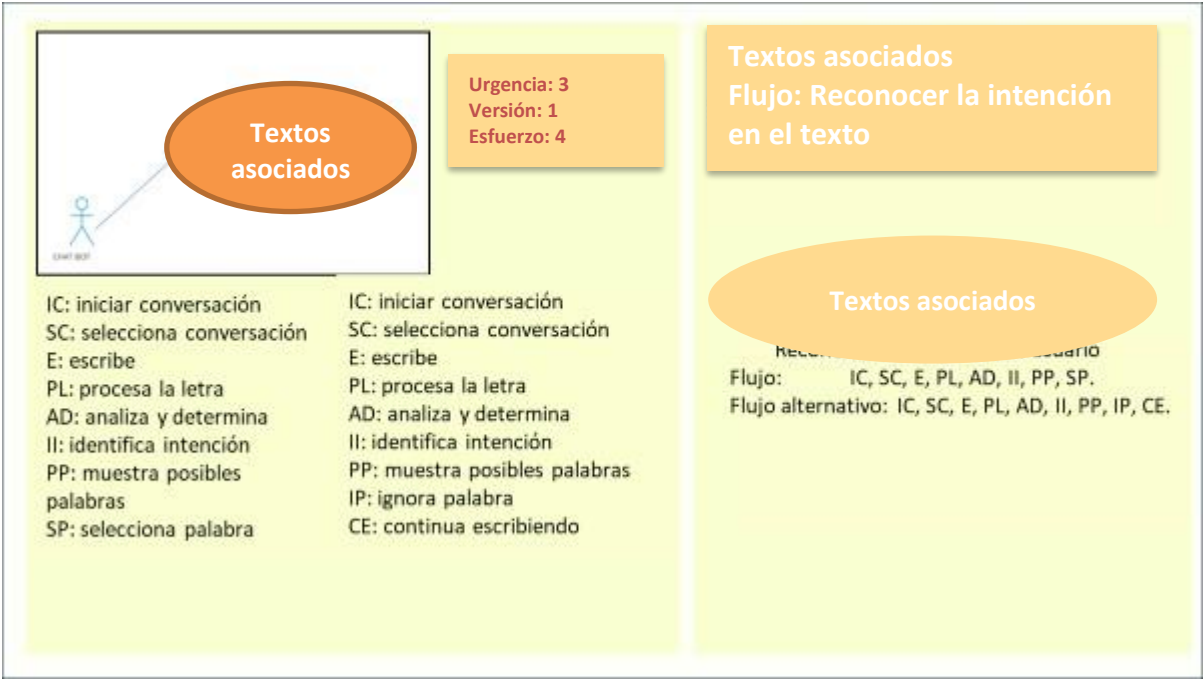 Textos
asociados
CHAT BOT
Urgencia: 3
Versión: 1
Esfuerzo: 4
IC: iniciar conversación
SC: selecciona conversación
E: escribe
PL: procesa la letra
AD: analiza y determina
II: identifica intención
PP: muestra posibles
palabras
SP: selecciona palabra
IC: iniciar conversación
SC: selecciona conversación
E: escribe
PL: procesa la letra
AD: analiza y determina
II: identifica intención
PP: muestra posibles palabras
IP: ignora palabra
CE: continua escribiendo
Textos asociados
Flujo: Reconocer la intención
en el texto
Textos asociados
Flujo: IC, SC, E, PL, AD, II, PP, SP.
Flujo alternativo: IC, SC, E, PL, AD, II, PP, IP, CE.